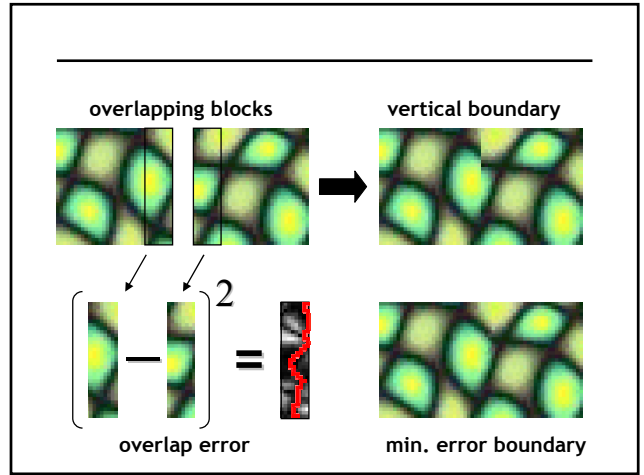 overlapping blocks
vertical boundary
( − )² =
overlap error
min. error boundary